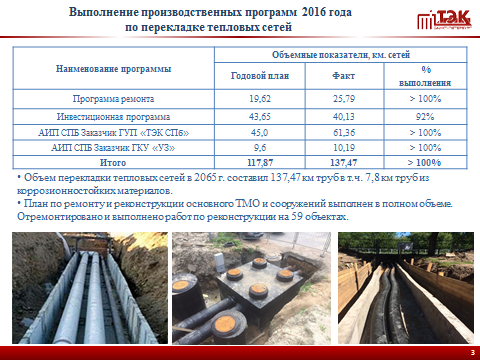 Выполнение производственных программ 2016 года
по перекладке тепловых сетей
ТЭК
Наименование программы
Объемные показатели, км. сетей
Годовой план
Факт
%
выполнения
Программа ремонта 19,62 25,79 > 100%
Инвестиционная программа 43,65 40,13 92%
АИП СПБ Заказчик ГУП «ТЭК СПб» 45,0 61,36 > 100%
АИП СПБ Заказчик ГКУ «УЗ» 9,6 10,19 > 100%
Итого 117,87 137,47 > 100%
• Объем перекладки тепловых сетей в 2065 г. составил 137,47 км труб в т. ч. 7,8 км труб из
коррозионностойких материалов.
• План по ремонту и реконструкции основного ТМО и сооружений выполнен в полном объеме.
Отремонтировано и выполнено работ по реконструкции на 59 объектах.
3